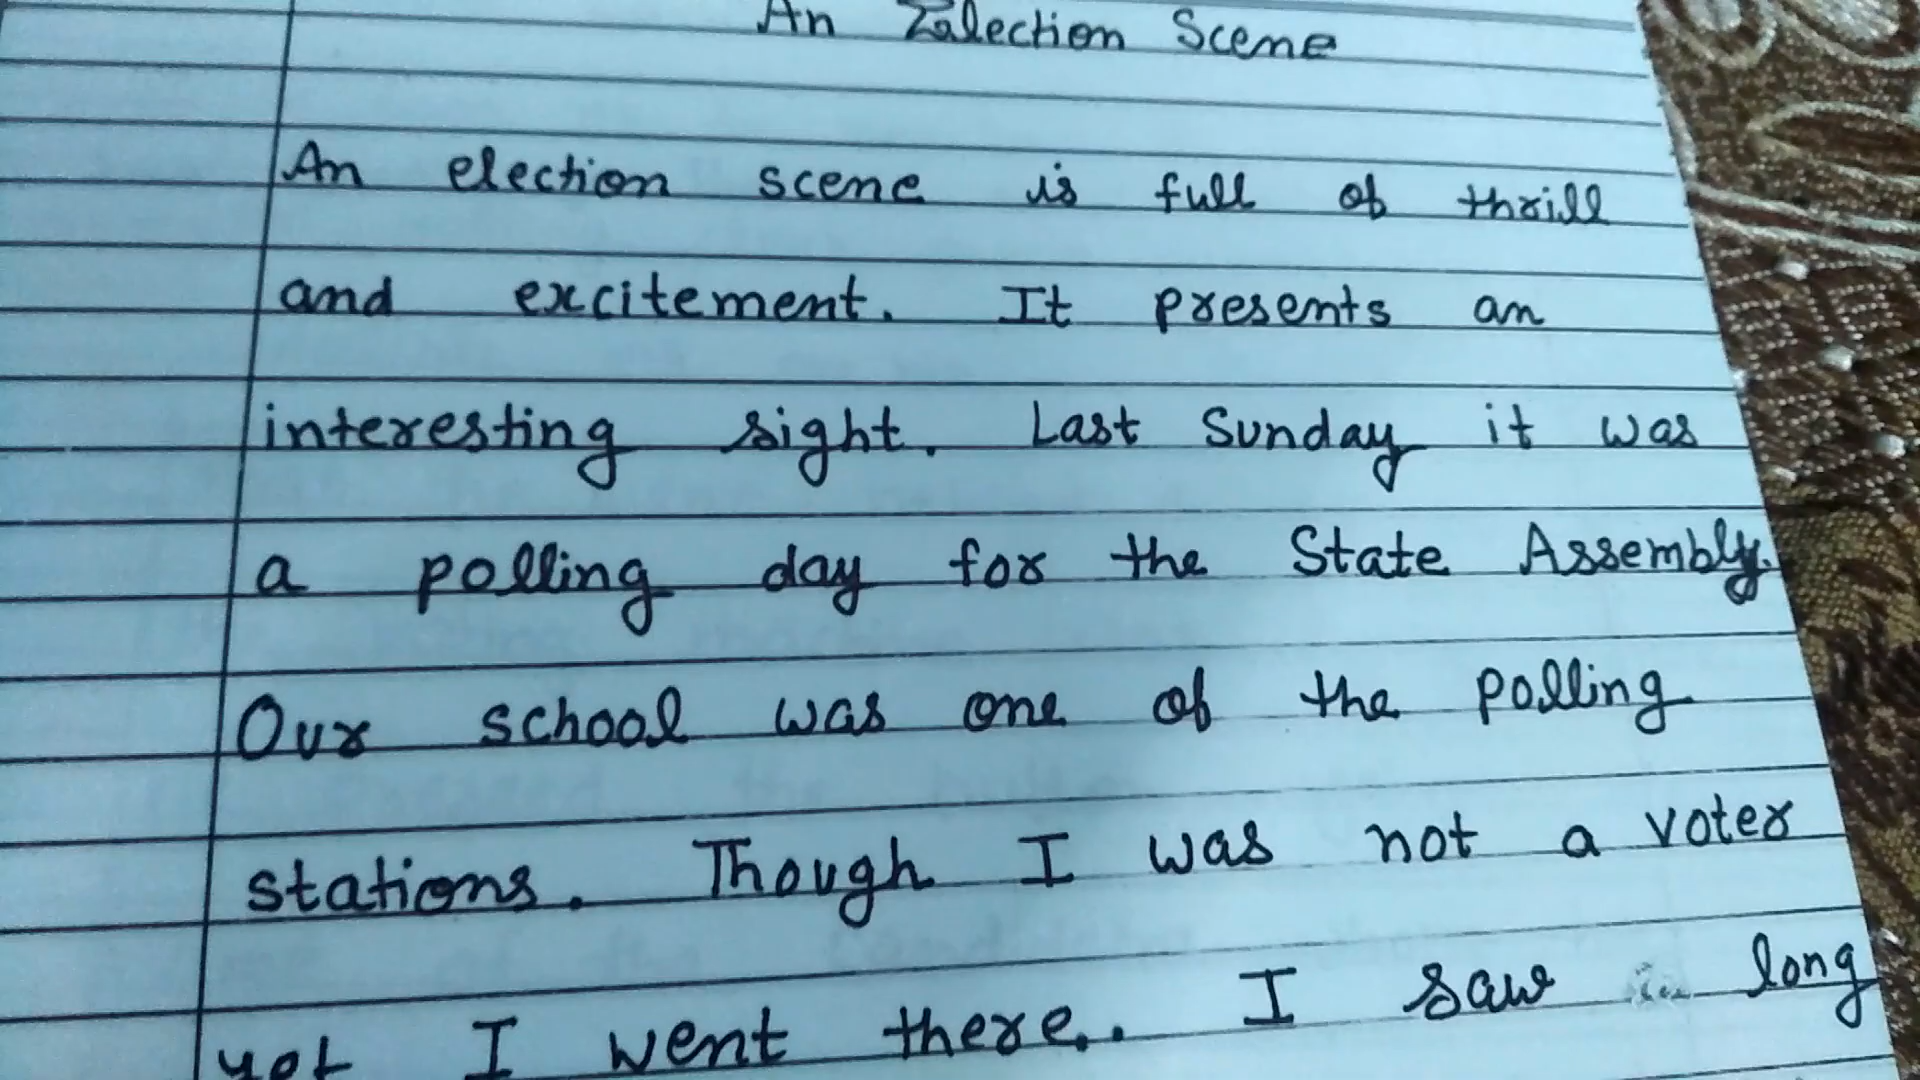 An Election Scene
An election scene is full of thrill
and excitement. It presents an
interesting sight. Last Sunday it was
a polling day for the State Assembly.
Our school was one of the polling
stations. Though I was not a voter
yet I went there. I saw long